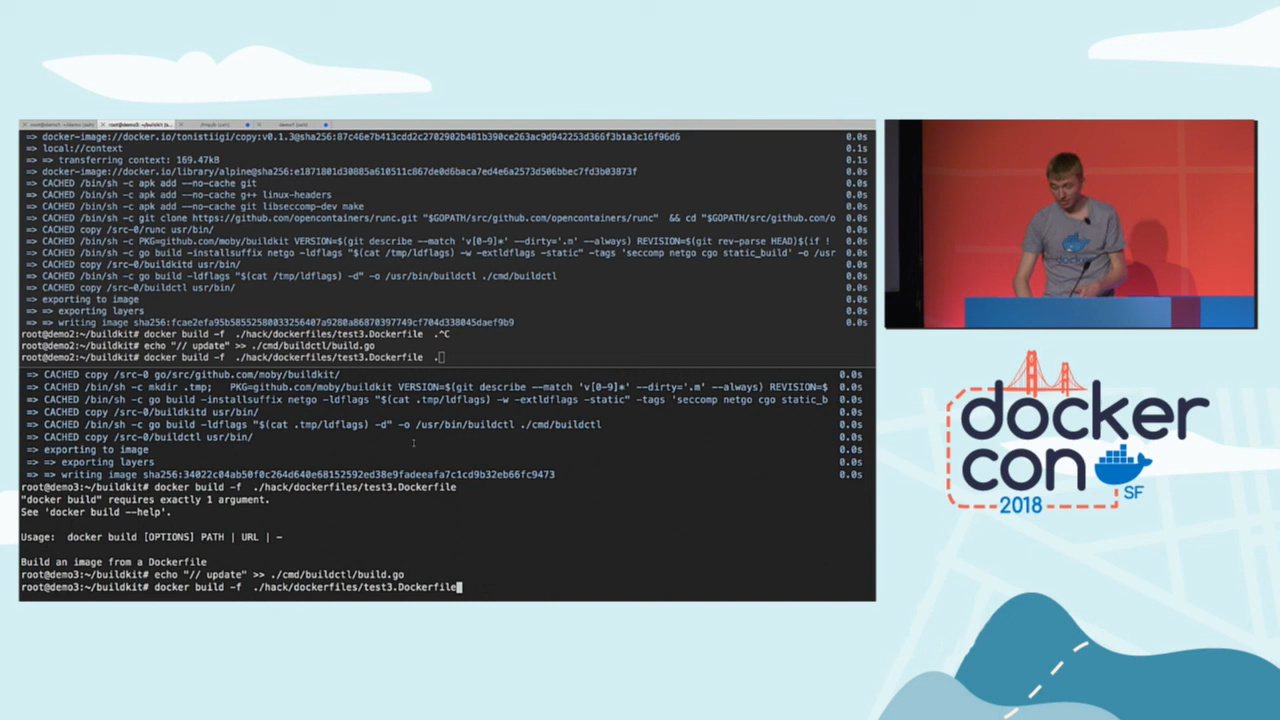 root@demo3: ~/buildkit (s...
/tmp/b (ssh)
demo1 (ssh)
=> docker-image://docker.io/tonistiigi/copy:v0.1.3@sha256:87c46e7b413cdd2c2702902b481b390ce263ac9d942253d366f3b1a3c16f96d6 0.0s
=> local://context 0.1s
=> => transferring context: 169.47kB 0.1s
docker-image://docker.io/library/alpine@sha256:e1871801d30885a610511c867de0d6baca7ed4e6a2573d506bbec7fd3b03873f 0.0s
=> CACHED /bin/sh -c apk add --no-cache git 0.0s
=> CACHED /bin/sh -c apk add --no-cache g++ linux-headers 0.0s
=> CACHED /bin/sh -c apk add --no-cache git libseccomp-dev make 0.0s
=> CACHED /bin/sh -c git clone https://github.com/opencontainers/runc.git "$GOPATH/src/github.com/opencontainers/runc" && cd "$GOPATH/src/github.com/o 0.0s
=> CACHED copy /src-0/runc usr/bin/ 0.0s
=> CACHED /bin/sh -c PKG=github.com/moby/buildkit VERSION=$(git describe --match 'v[0-9]*' --dirty='.m' --always) REVISION=$(git rev-parse HEAD)$(if ! 0.0s
=> CACHED /bin/sh -c go build -installsuffix netgo -ldflags "$(cat /tmp/ldflags) -w -extldflags -static" -tags 'seccomp netgo cgo static_build' -o /usr 0.0s
=> CACHED copy /src-0/buildkitd usr/bin/ 0.0s
=> CACHED /bin/sh -c go build -ldflags "$(cat /tmp/ldflags) -d" -o /usr/bin/buildctl ./cmd/buildctl 0.0s
=> CACHED copy /src-0/buildctl usr/bin/ 0.0s
=> exporting to image 0.0s
=> => exporting layers 0.0s
=> => writing image sha256:fcae2efa95b58552580033256407a9280a86870397749cf704d338045daef9b9 0.0s
root@demo2:~/buildkit# docker build -f ./hack/dockerfiles/test3.Dockerfile .^C
root@demo2:~/buildkit# echo "// update" >> ./cmd/buildctl/build.go
root@demo2:~/buildkit# docker build -f ./hack/dockerfiles/test3.Dockerfile .
=> CACHED copy /src-0 go/src/github.com/moby/buildkit/ 0.0s
=> CACHED /bin/sh -c mkdir .tmp; PKG=github.com/moby/buildkit VERSION=$(git describe --match 'v[0-9]*' --dirty='.m' --always) REVISION=$ 0.0s
=> CACHED /bin/sh -c go build -installsuffix netgo -ldflags "$(cat .tmp/ldflags) -w -extldflags -static" -tags 'seccomp netgo cgo static_b 0.0s
=> CACHED copy /src-0/buildkitd usr/bin/ 0.0s
=> CACHED /bin/sh -c go build -ldflags "$(cat .tmp/ldflags) -d" -o /usr/bin/buildctl ./cmd/buildctl 0.0s
=> CACHED copy /src-0/buildctl usr/bin/ 0.0s
=> exporting to image 0.0s
=> => exporting layers 0.0s
=> => writing image sha256:34022c04ab50f0c264d640e68152592ed38e9fadeeafa7c1cd9b32eb66fc9473 0.0s
root@demo3:~/buildkit# docker build -f ./hack/dockerfiles/test3.Dockerfile
"docker build" requires exactly 1 argument.
See 'docker build --help'.
Usage: docker build [OPTIONS] PATH | URL | -
Build an image from a Dockerfile
root@demo3:~/buildkit# echo "// update" >> ./cmd/buildctl/build.go
root@demo3:~/buildkit# docker build -f ./hack/dockerfiles/test3.Dockerfile
docker
docker
con
SF
2018